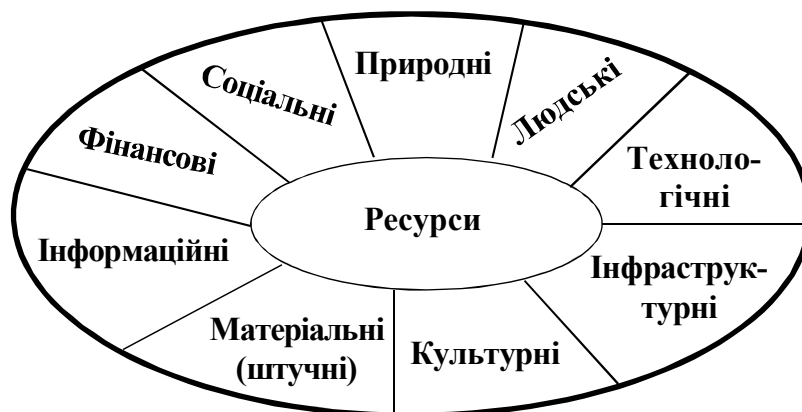 Природні
Людські
Соціальні
Техноло-
гічні
Фінансові
Ресурси
Інформаційні
Інфраструк-
турні
Матеріальні
(штучні)
Культурні